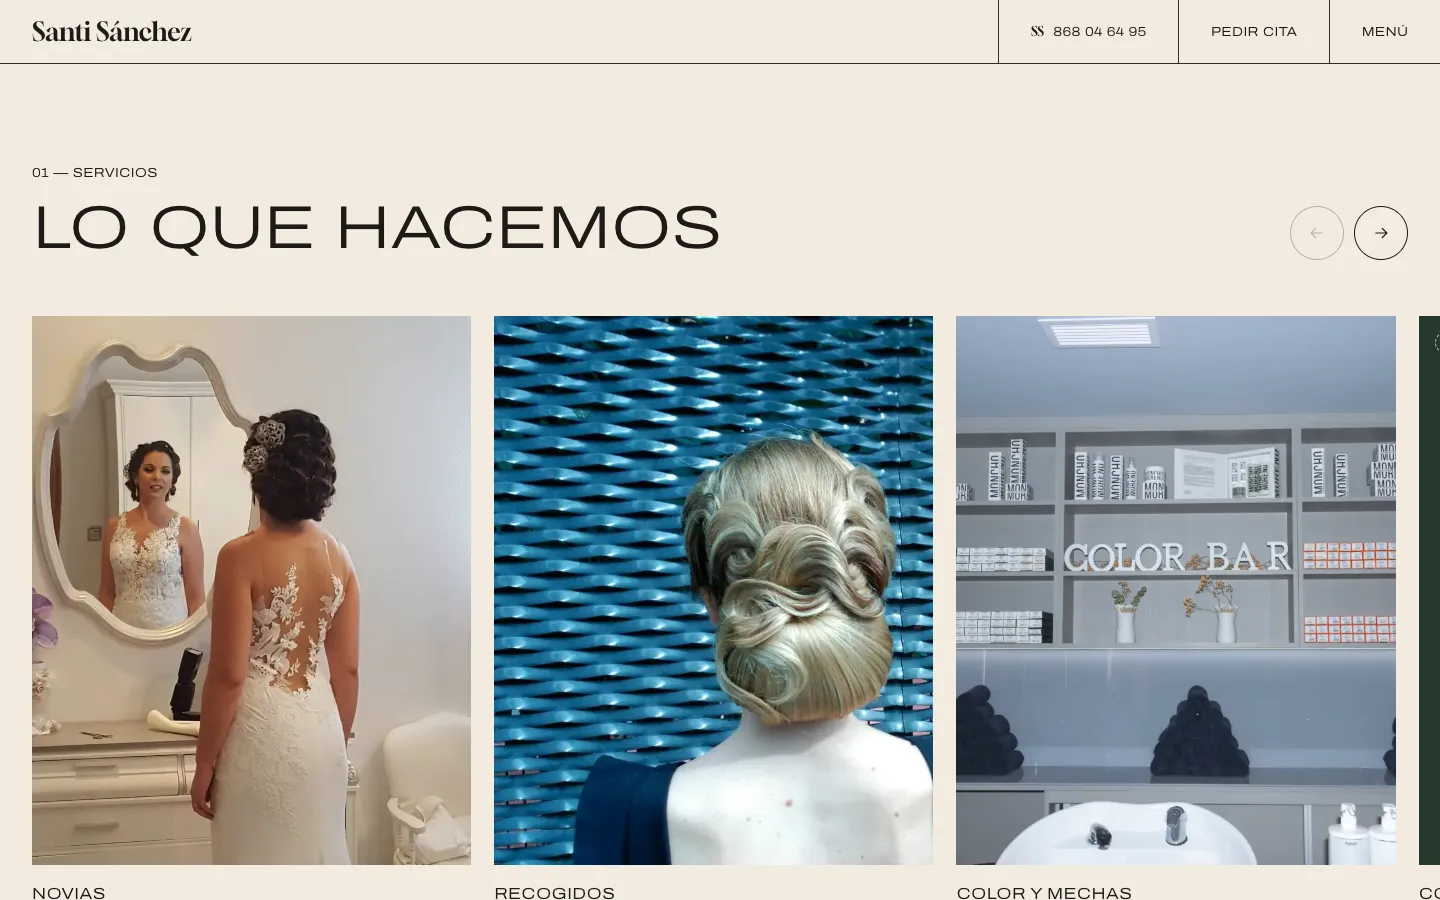 Santi Sánchez
SS 868 04 64 95
PEDIR CITA
MENÚ
01 — SERVICIOS
LO QUE HACEMOS
COLOR BAR
NOVIAS
RECOGIDOS
COLOR Y MECHAS